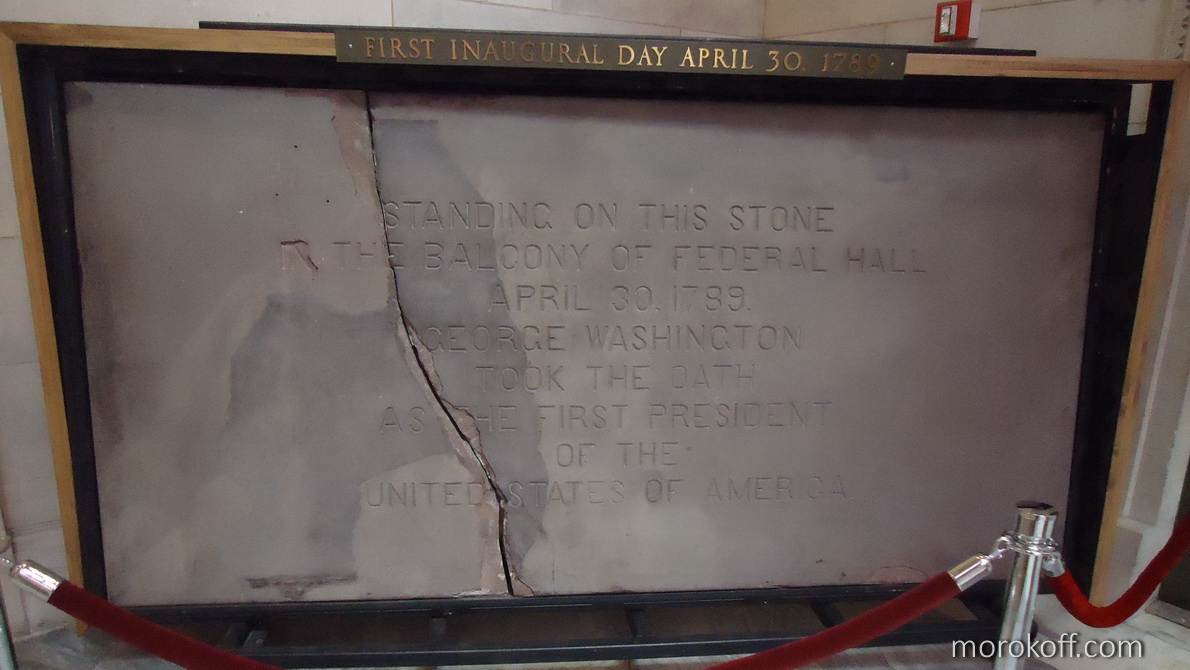 FIRST INAUGURAL DAY APRIL 30, 1789
STANDING ON THIS STONE
IN THE BALCONY OF FEDERAL HALL
APRIL 30, 1789.
GEORGE WASHINGTON
TOOK THE OATH
AS THE FIRST PRESIDENT
OF THE
UNITED STATES OF AMERICA
morokoff.com